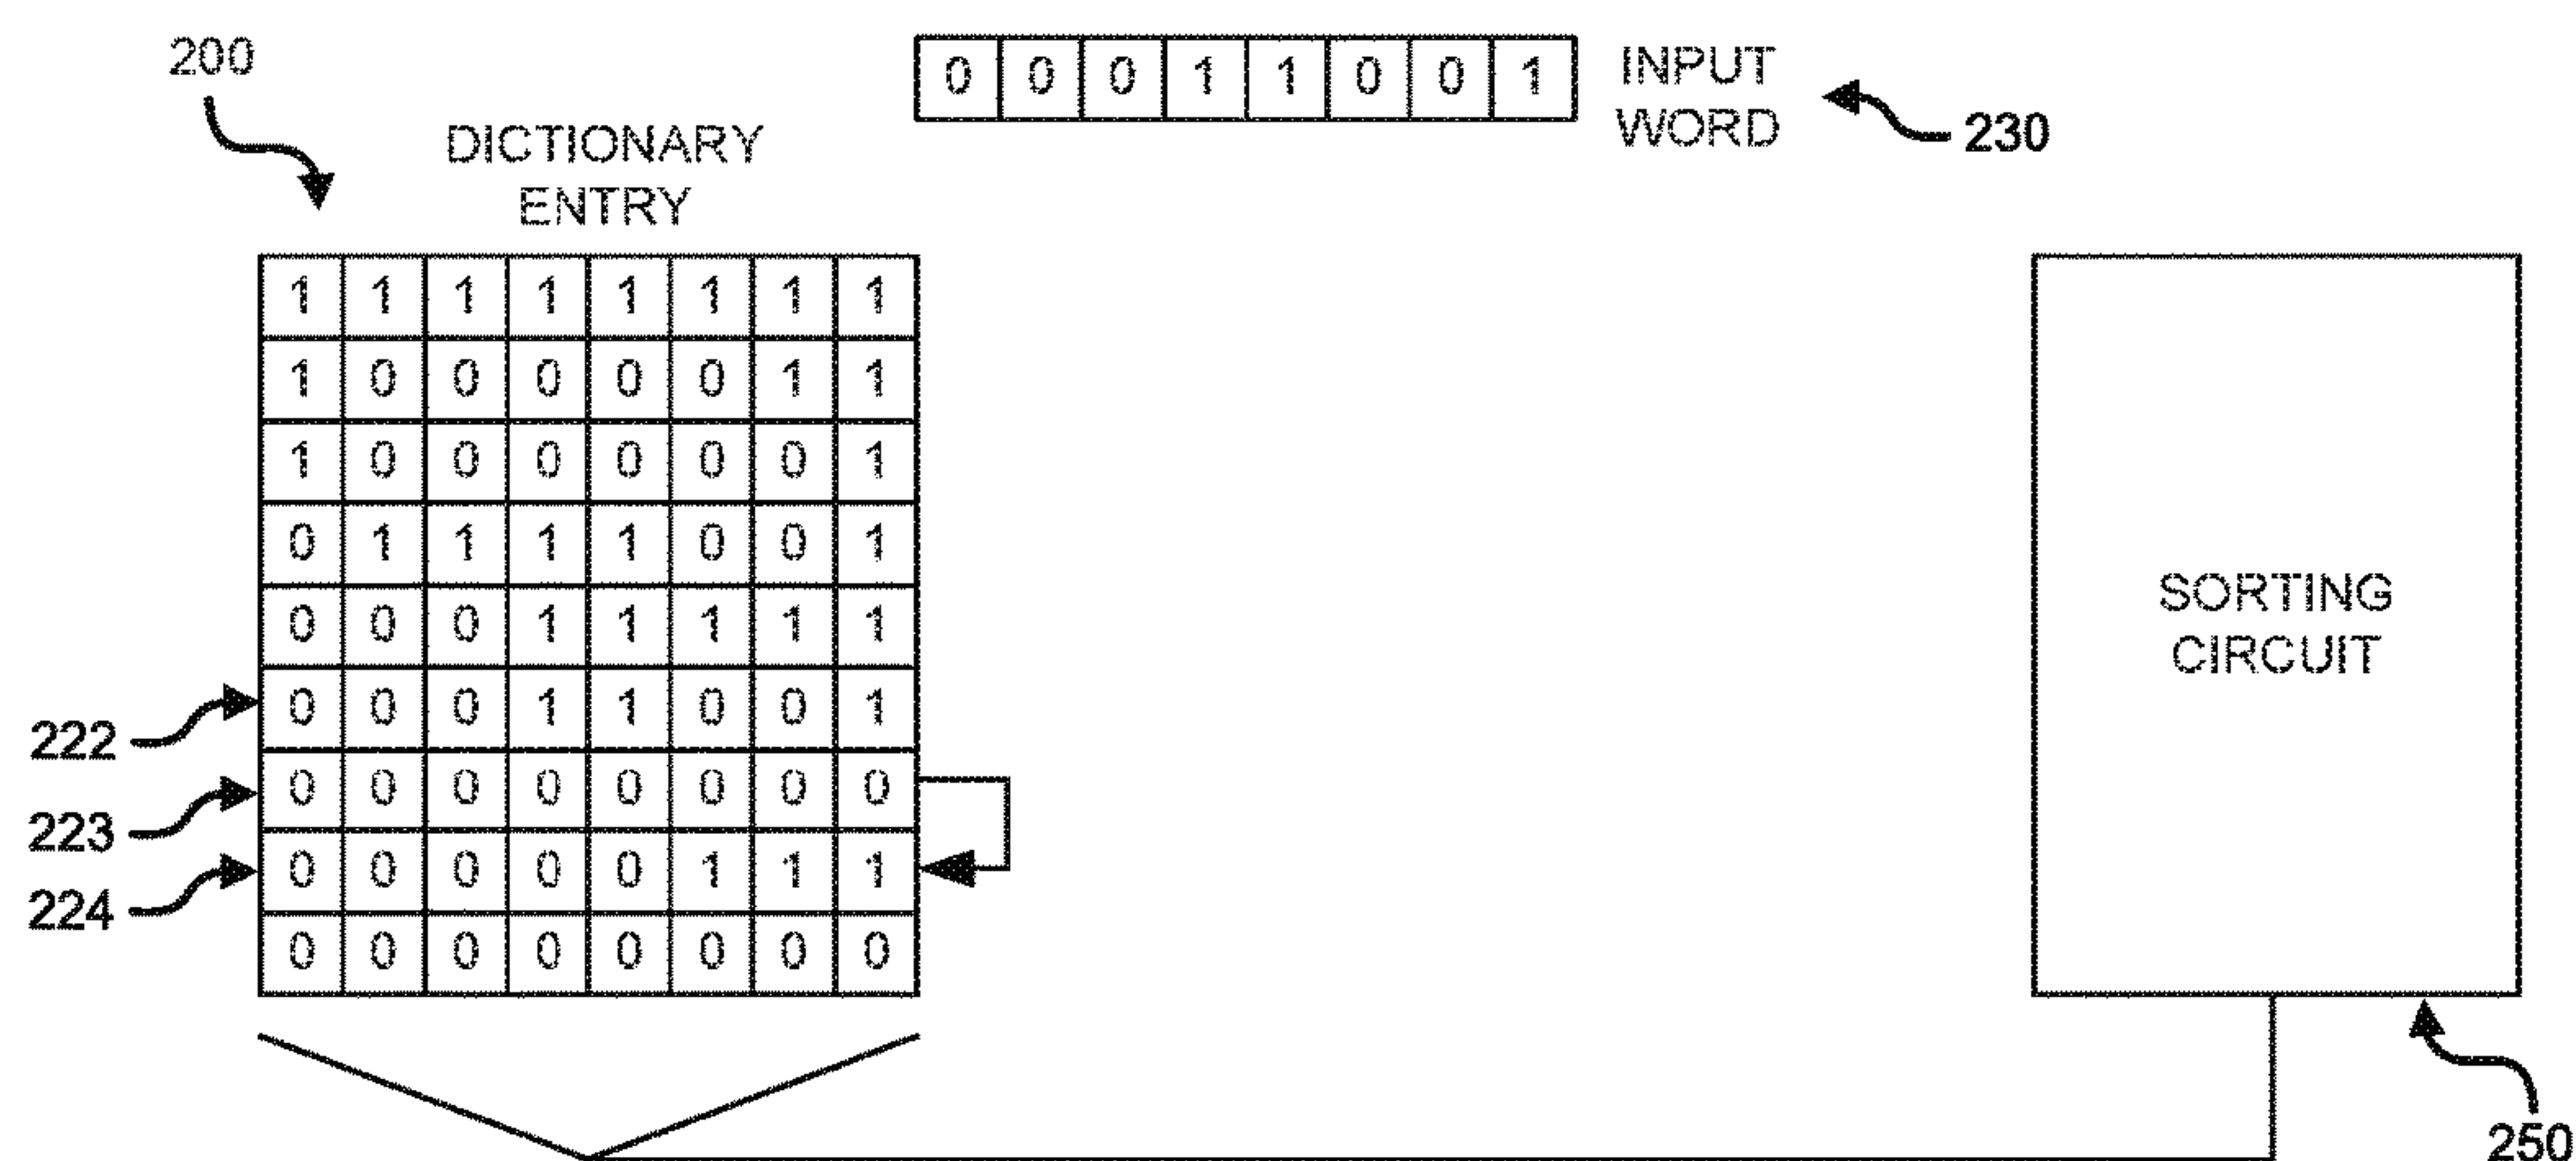 200
0 0 0 1 1 0 0 1
INPUT
WORD
230
DICTIONARY
ENTRY
1 1 1 1 1 1 1 1
1 0 0 0 0 0 1 1
1 0 0 0 0 0 0 1
0 1 1 1 1 0 0 1
0 0 0 1 1 1 1 1
0 0 0 1 1 0 0 1
0 0 0 0 0 0 0 0
0 0 0 0 0 1 1 1
0 0 0 0 0 0 0 0
222
223
224
SORTING
CIRCUIT
250